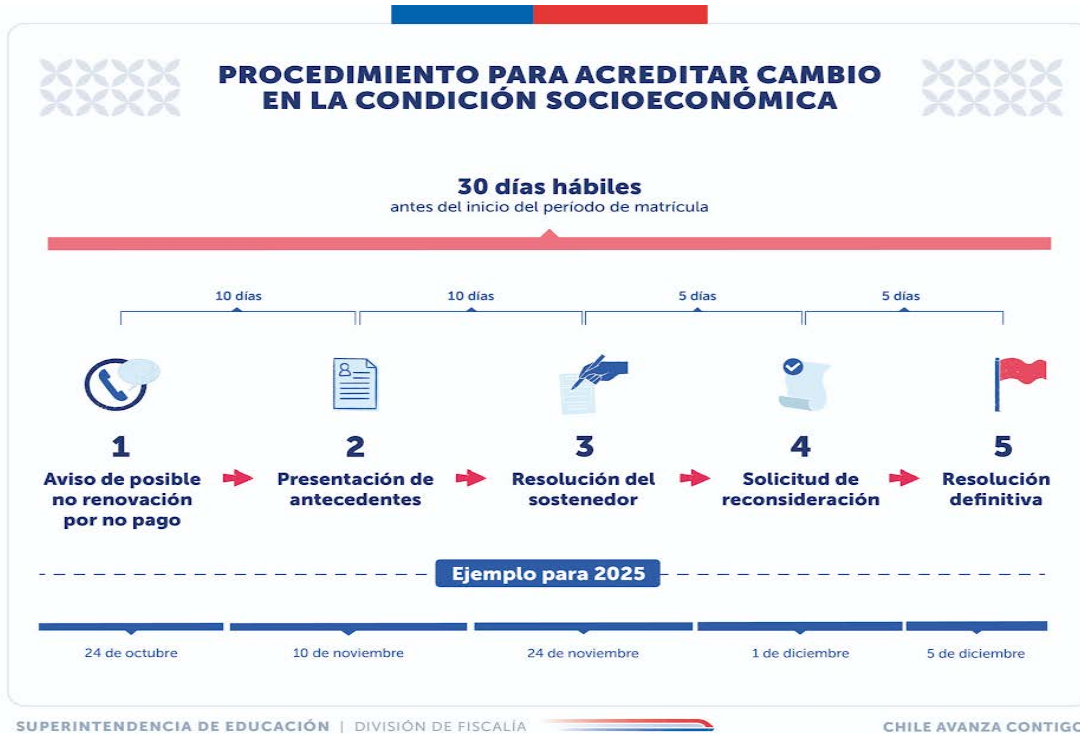 PROCEDIMIENTO PARA ACREDITAR CAMBIO
EN LA CONDICIÓN SOCIOECONÓMICA
30 días hábiles
antes del inicio del período de matrícula
10 días
10 días
5 días
5 días
1
Aviso de posible
no renovación
por no pago
2
Presentación de
antecedentes
3
Resolución del
sostenedor
4
Solicitud de
reconsideración
5
Resolución
definitiva
Ejemplo para 2025
24 de octubre
10 de noviembre
24 de noviembre
1 de diciembre
5 de diciembre
SUPERINTENDENCIA DE EDUCACIÓN | DIVISIÓN DE FISCALÍA
CHILE AVANZA CONTIGO